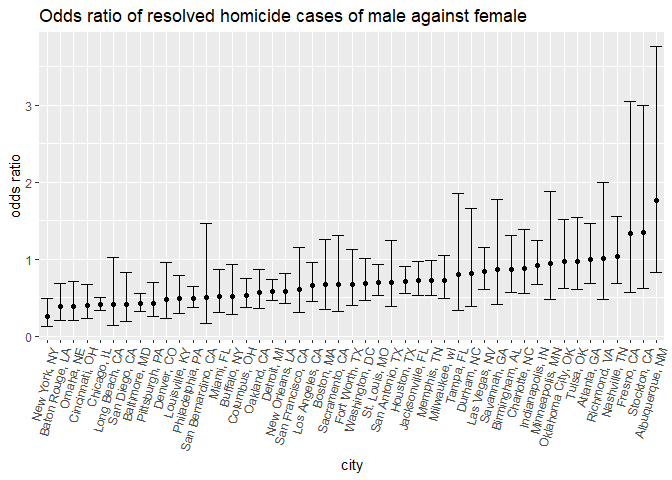 Odds ratio of resolved homicide cases of male against female
odds ratio
3
2
1
0
New York, NY
Baton Rouge, LA
Omaha, NE
Cincinnati, OH
Chicago, IL
Long Beach, CA
San Diego, CA
Baltimore, MD
Pittsburgh, PA
Denver, CO
Louisville, KY
Philadelphia, PA
San Bernardino, CA
Miami, FL
Buffalo, NY
Columbus, OH
Oakland, CA
Detroit, MI
New Orleans, LA
San Francisco, CA
Los Angeles, CA
Boston, MA
Sacramento, CA
Fort Worth, TX
Washington, DC
St. Louis, MO
San Antonio, TX
Houston, TX
Jacksonville, FL
Memphis, TN
Milwaukee, wI
Tampa, FL
Durham, NC
Las Vegas, NV
Savannah, GA
Birmingham, AL
Charlotte, NC
Indianapolis, IN
Minneapolis, MN
Oklahoma City, OK
Tulsa, OK
Atlanta, GA
Richmond, VA
Nashville, TN
Fresno, CA
Stockton, CA
Albuquerque, NM
city